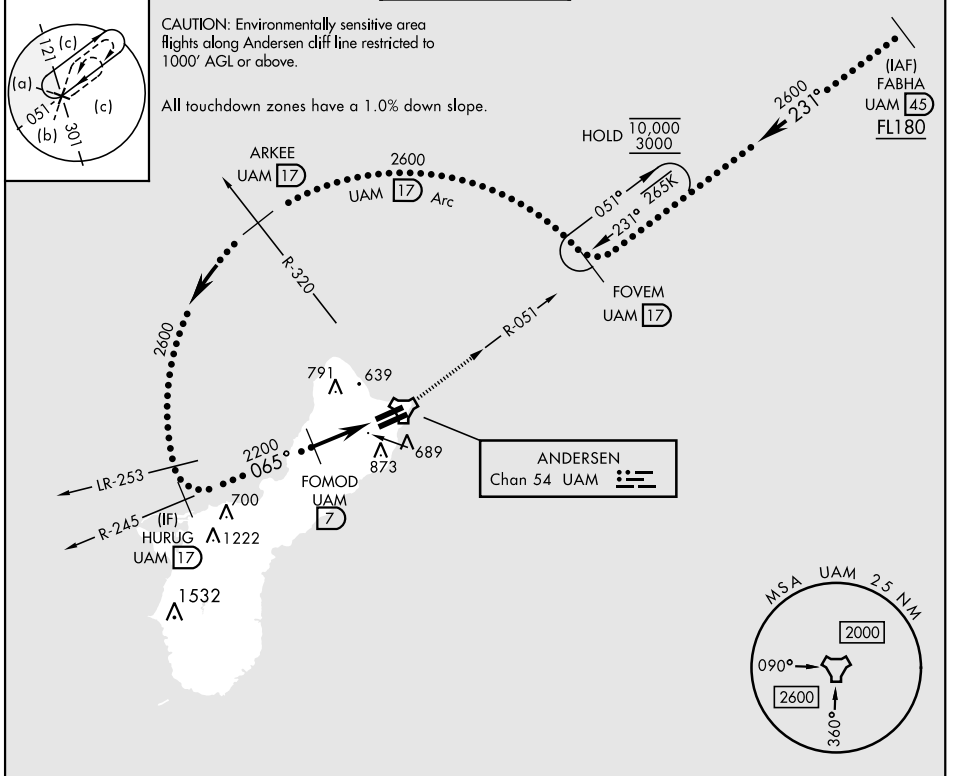 CAUTION: Environmentally sensitive area
flights along Andersen cliff line restricted to
1000' AGL or above.
All touchdown zones have a 1.0% down slope.
121
(c)
(a)
051
(b)
(c)
301
(IAF)
FABHA
UAM 45
FL180
2600
231°
HOLD 10,000
3000
051°
231° 265K
ARKEE
UAM 17
2600
UAM 17 Arc
R-320
FOVEM
UAM 17
R-051
2600
791
639
689
873
ANDERSEN
Chan 54 UAM
LR-253
2200
065°
FOMOD
UAM
7
R-245
(IF)
HURUG
UAM 17
700
1222
1532
MSA UAM 25 NM
2000
090°
2600
360°